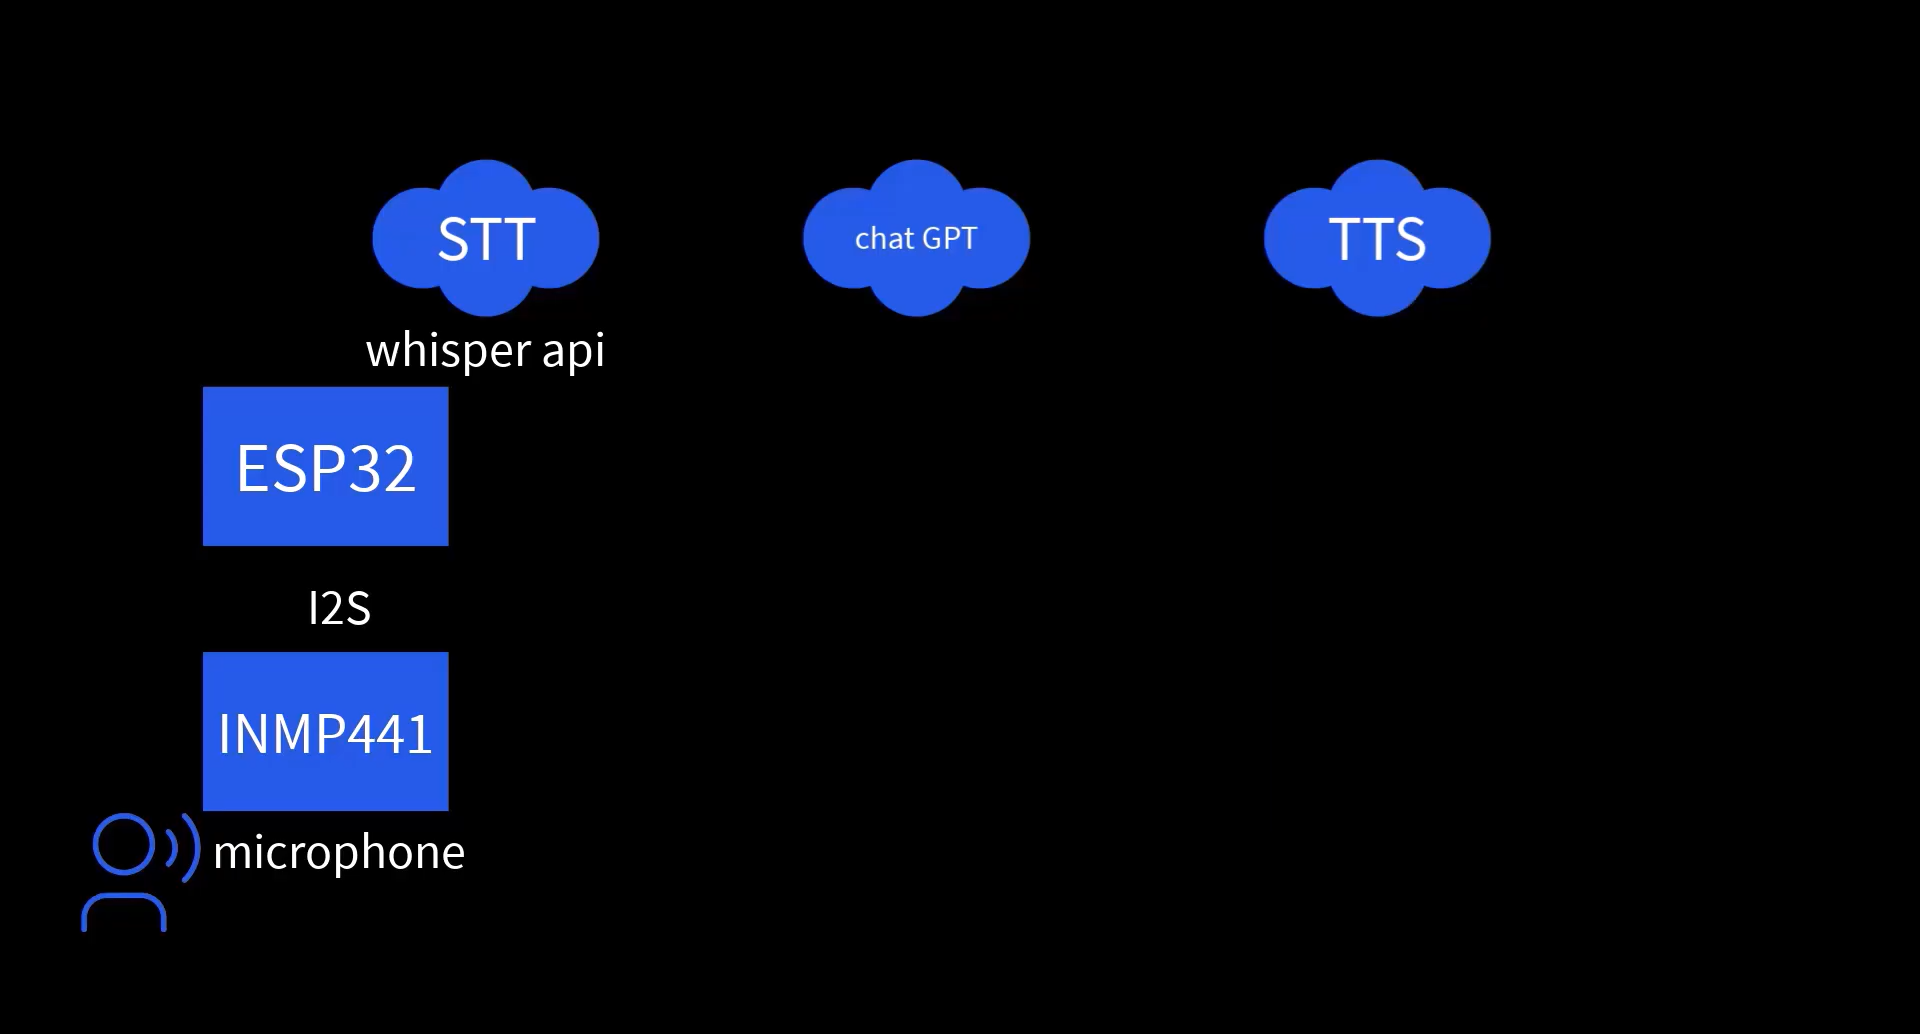 STT
chat GPT
TTS
whisper api
ESP32
I2S
INMP441
microphone